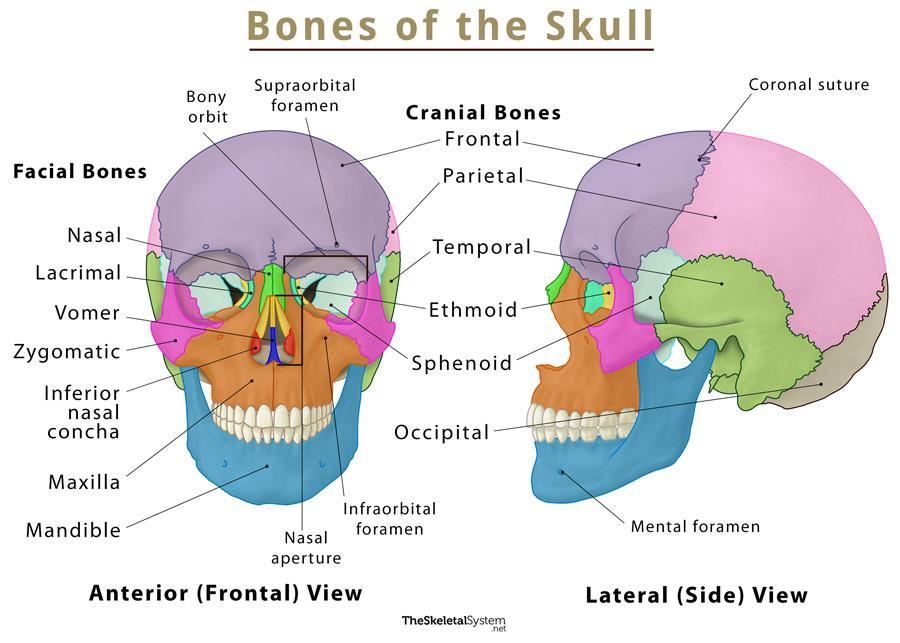 Bones of the Skull
Bony
orbit
Supraorbital
foramen
Coronal suture
Cranial Bones
Frontal
Facial Bones
Parietal
Nasal
Temporal
Lacrimal
Ethmoid
Vomer
Zygomatic
Sphenoid
Inferior
nasal
concha
Occipital
Maxilla
Infraorbital
foramen
Mandible
Mental foramen
Nasal
aperture
Anterior (Frontal) View
Lateral (Side) View
TheSkeletalSystem
.net